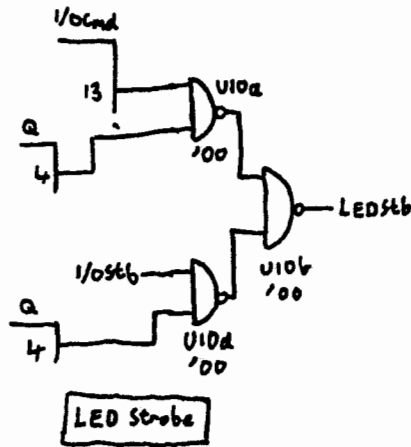 I/OCmd
13
U10a
'00
Q
4
LEDStb
I/OStb
U10b
'00
Q
4
U10d
'00
LED Strobe